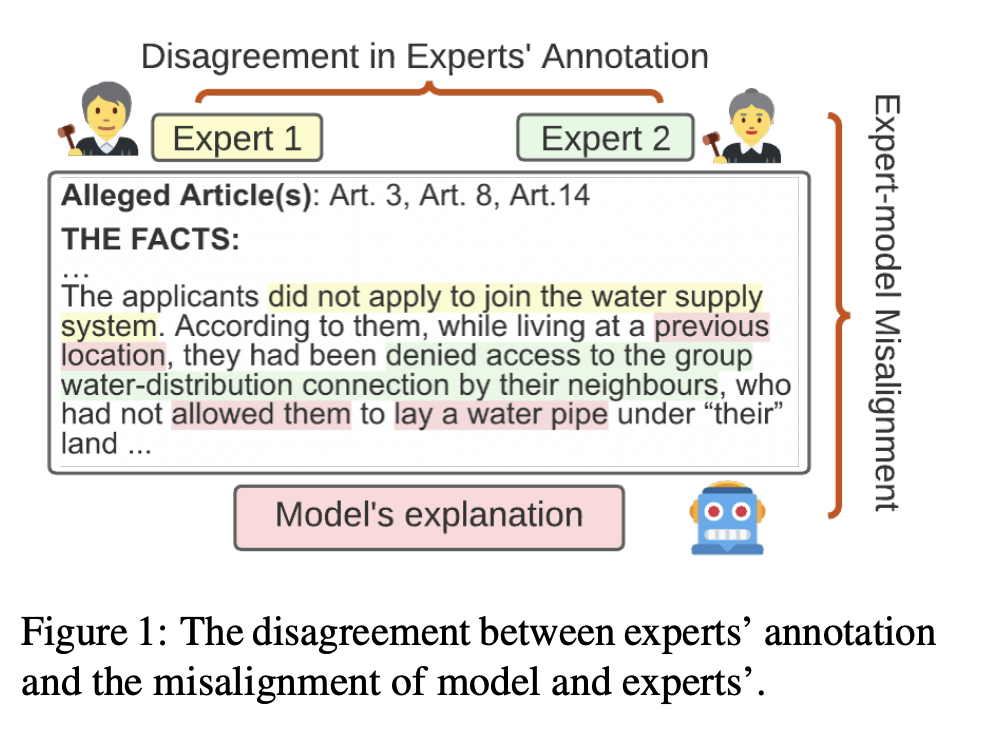 Disagreement in Experts' Annotation
Expert 1
Expert 2
Alleged Article(s): Art. 3, Art. 8, Art.14
THE FACTS:
...
The applicants did not apply to join the water supply
system. According to them, while living at a previous
location, they had been denied access to the group
water-distribution connection by their neighbours, who
had not allowed them to lay a water pipe under “their”
land ...
Model's explanation
Expert-model Misalignment
Figure 1: The disagreement between experts’ annotation
and the misalignment of model and experts’.